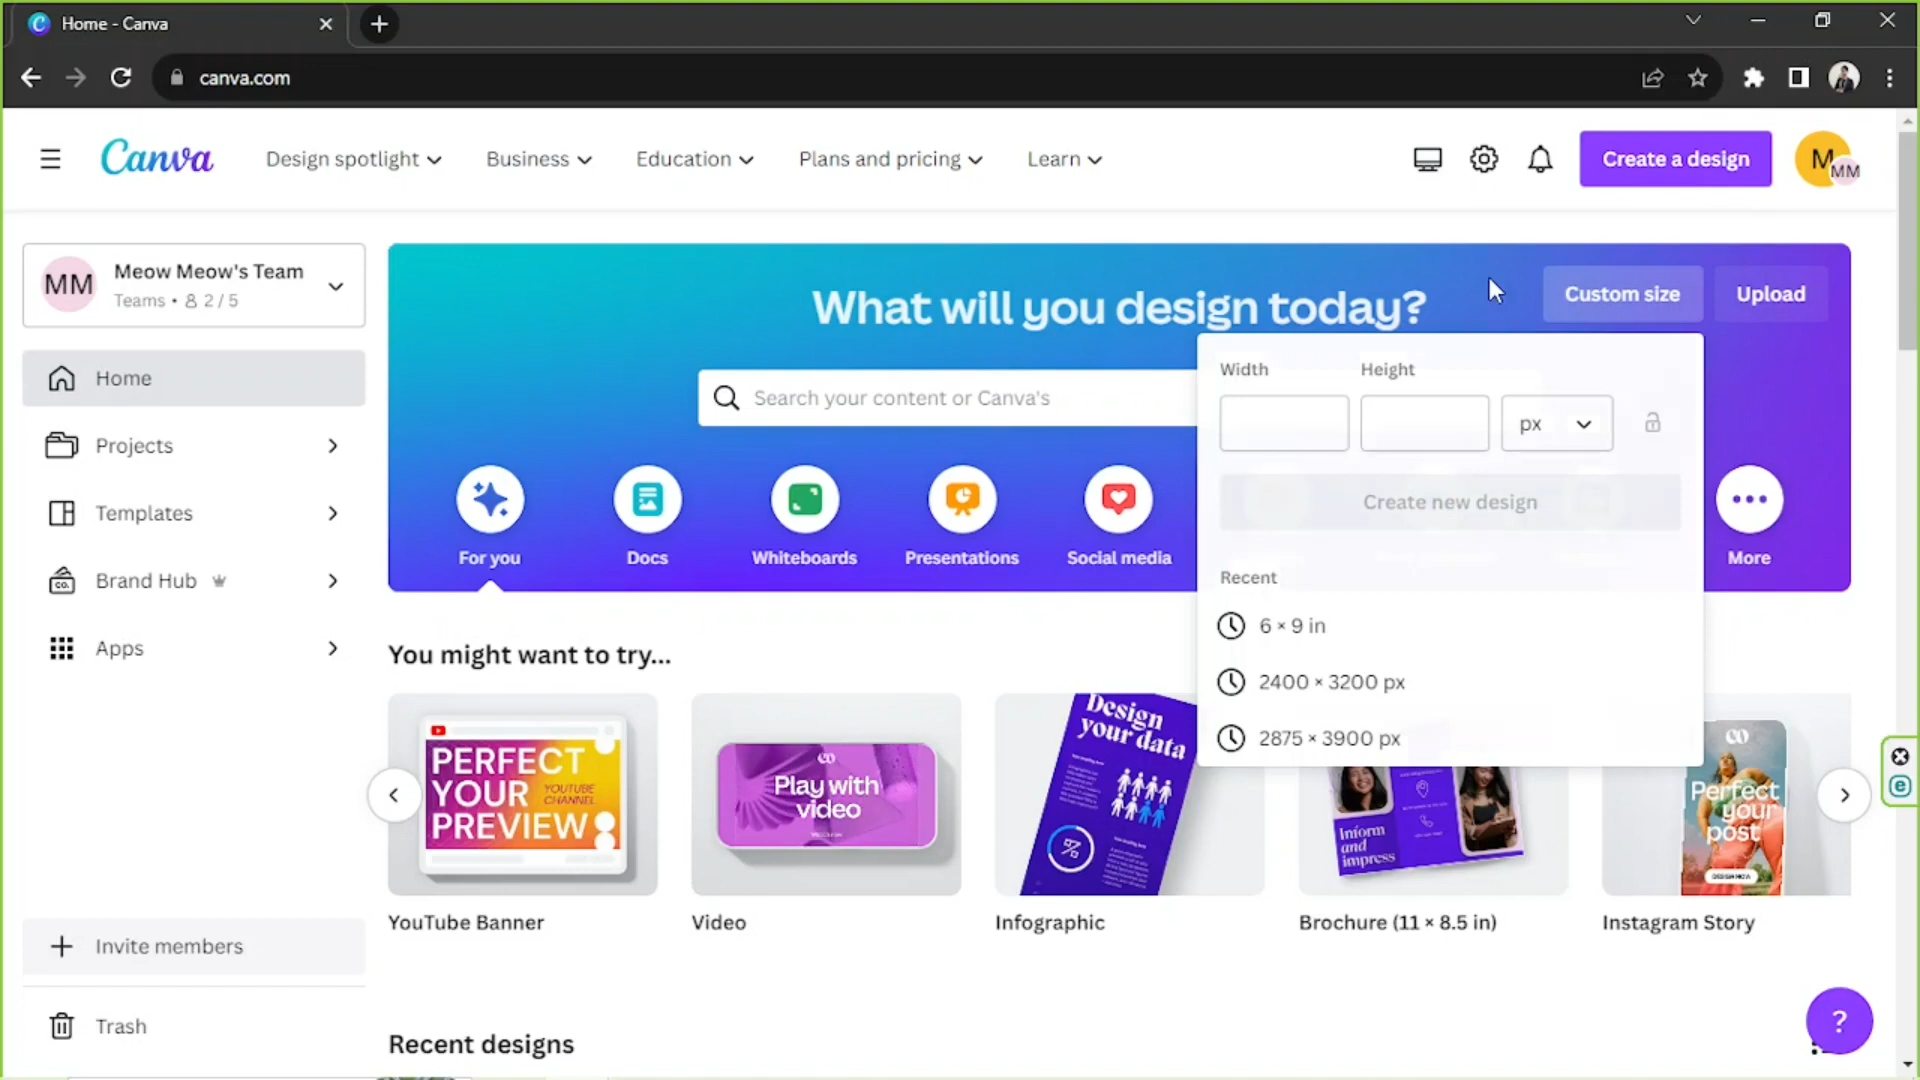 Home - Canva
canva.com
Canva
Design spotlight
Business
Education
Plans and pricing
Learn
Create a design
M
MM
MM
Meow Meow's Team
Teams • 2/5
Home
Projects
Templates
Brand Hub
Apps
Invite members
Trash
What will you design today?
Custom size
Upload
Search your content or Canva's
For you
Docs
Whiteboards
Presentations
Social media
More
Width
Height
px
Create new design
Recent
6 × 9 in
2400 × 3200 px
2875 × 3900 px
You might want to try...
PERFECT
YOUR
PREVIEW
YOUTUBE
CHANNEL
Play with
video
Design
your data
%
Inform
and
impress
Perfect
your
post
DESIGN NOW
YouTube Banner
Video
Infographic
Brochure (11 × 8.5 in)
Instagram Story
Recent designs
?